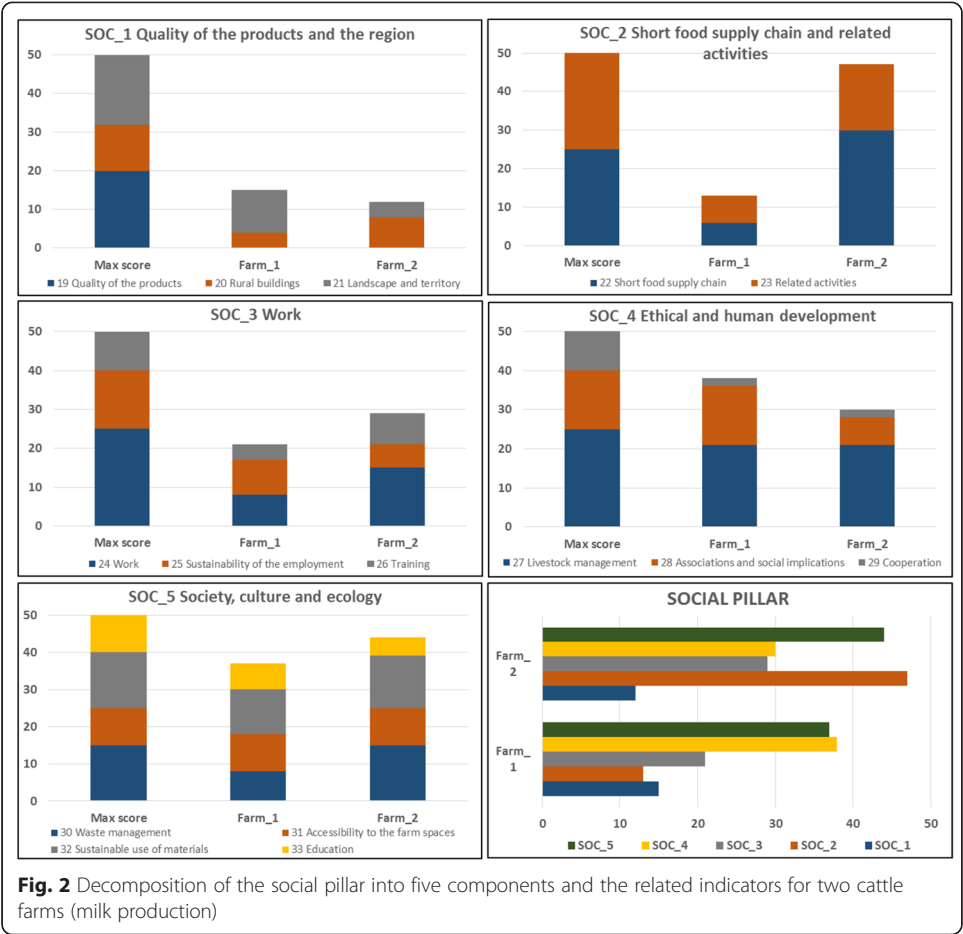 SOC_1 Quality of the products and the region
50
40
30
20
10
0
Max score Farm_1 Farm_2
19 Quality of the products 20 Rural buildings 21 Landscape and territory
SOC_2 Short food supply chain and related
activities
50
40
30
20
10
0
Max score Farm_1 Farm_2
22 Short food supply chain 23 Related activities
SOC_3 Work
50
40
30
20
10
0
Max score Farm_1 Farm_2
24 Work 25 Sustainability of the employment 26 Training
SOC_4 Ethical and human development
50
40
30
20
10
0
Max score Farm_1 Farm_2
27 Livestock management 28 Associations and social implications 29 Cooperation
SOC_5 Society, culture and ecology
50
40
30
20
10
0
Max score Farm_1 Farm_2
30 Waste management 31 Accessibility to the farm spaces
32 Sustainable use of materials 33 Education
SOCIAL PILLAR
Farm_
2
Farm_
1
0 10 20 30 40 50
SOC_5 SOC_4 SOC_3 SOC_2 SOC_1
Fig. 2 Decomposition of the social pillar into five components and the related indicators for two cattle
farms (milk production)